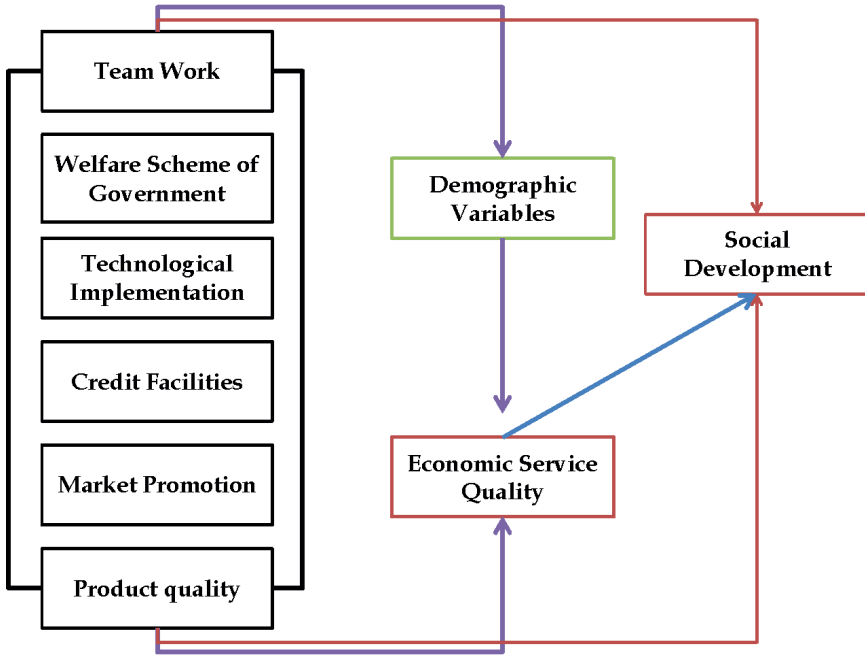 Team Work
Welfare Scheme of
Government
Technological
Implementation
Credit Facilities
Market Promotion
Product quality
Demographic
Variables
Economic Service
Quality
Social
Development